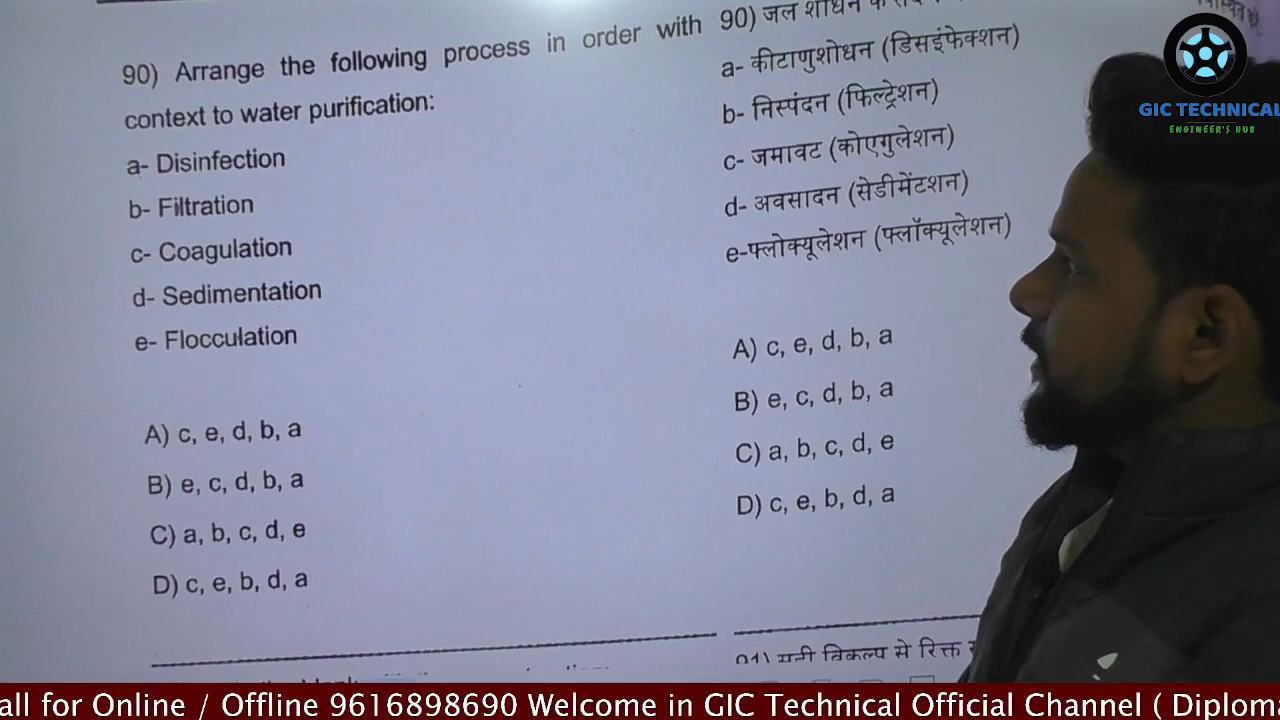 90) Arrange the following process in order with
context to water purification:
a- Disinfection
b- Filtration
c- Coagulation
d- Sedimentation
e- Flocculation
A) c, e, d, b, a
B) e, c, d, b, a
C) a, b, c, d, e
D) c, e, b, d, a
90) जल शोधन
a- कीटाणुशोधन (डिसइंफेक्शन)
b- निस्पंदन (फिल्ट्रेशन)
c- जमावट (कोएगुलेशन)
d- अवसादन (सेडीमेंटशन)
e-फ्लोक्यूलेशन (फ्लॉक्यूलेशन)
A) c, e, d, b, a
B) e, c, d, b, a
C) a, b, c, d, e
D) c, e, b, d, a
विकल्प से रिक्त
GIC TECHNICAL
ENGINEER'S HUB
all for Online / Offline 9616898690 Welcome in GIC Technical Official Channel ( Diploma